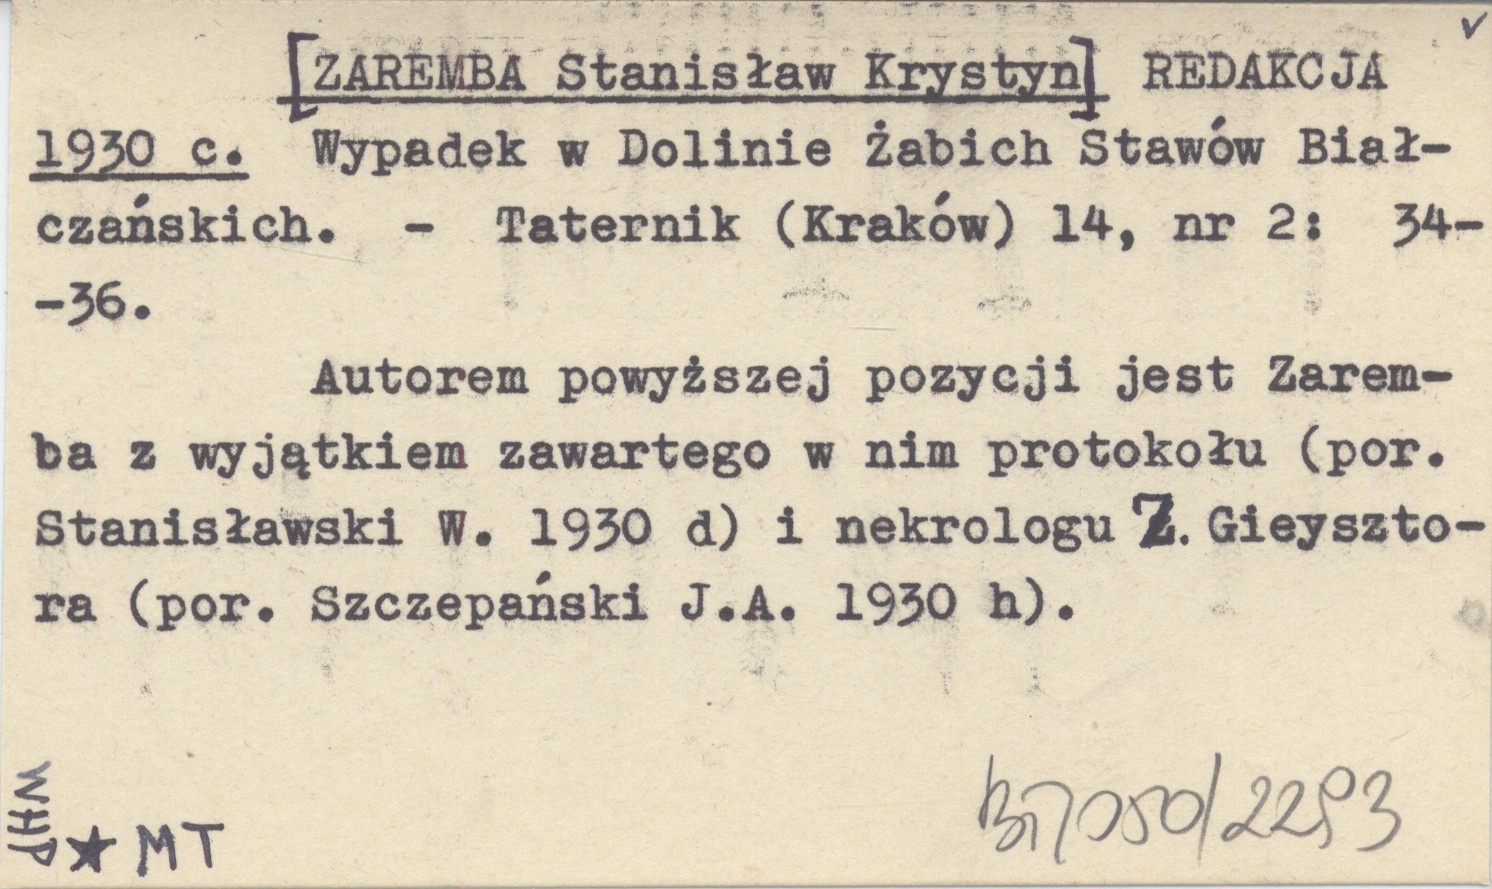 [ZAREMBA Stanisław Krystyn] REDAKCJA
1930 c. Wypadek w Dolinie Żabich Stawów Biał-
czańskich. - Taternik (Kraków) 14, nr 2: 34-
-36.
Autorem powyższej pozycji jest Zarem-
ba z wyjątkiem zawartego w nim protokołu (por.
Stanisławski W. 1930 d) i nekrologu Z. Gieyszto-
ra (por. Szczepański J.A. 1930 h).
WHP
★ MT